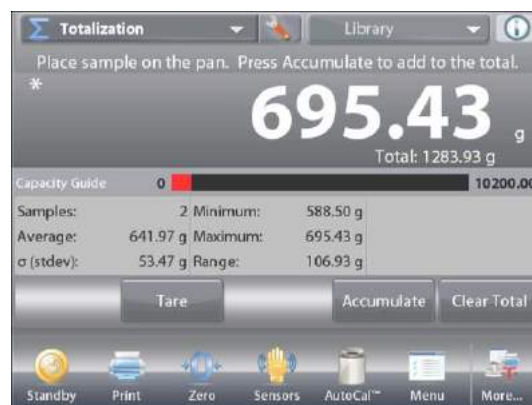 Σ Totalization Library
Place sample on the pan. Press Accumulate to add to the total.
*
695.43 g
Total: 1283.93 g
Capacity Guide 0 10200.00
Samples: 2 Minimum: 588.50 g
Average: 641.97 g Maximum: 695.43 g
σ (stdev): 53.47 g Range: 106.93 g
Tare Accumulate Clear Total
Standby Print Zero Sensors AutoCal™ Menu More...